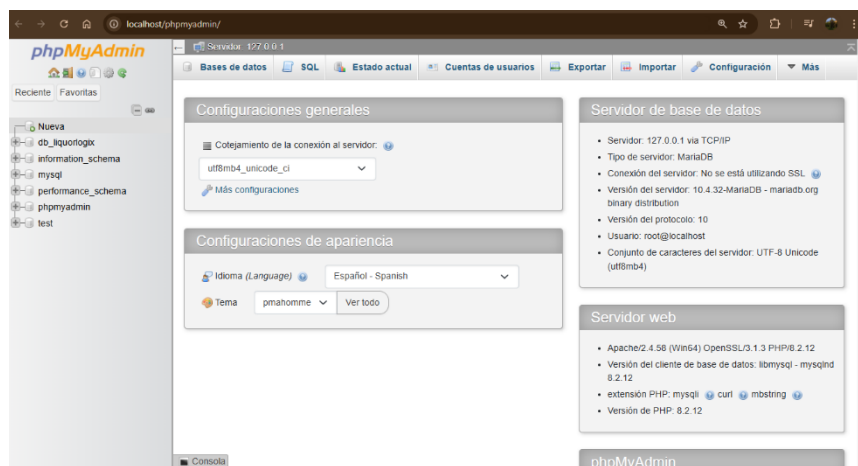 localhost/phpmyadmin/
phpMyAdmin
Reciente Favoritas
Nueva
db_liquorlogix
information_schema
mysql
performance_schema
phpmyadmin
test
Servidor: 127.0.0.1
Bases de datos SQL Estado actual Cuentas de usuarios Exportar Importar Configuración Más
Configuraciones generales
Cotejamiento de la conexión al servidor:
utf8mb4_unicode_ci
Más configuraciones
Configuraciones de apariencia
Idioma (Language) Español - Spanish
Tema pmahomme Ver todo
Servidor de base de datos
Servidor: 127.0.0.1 via TCP/IP
Tipo de servidor: MariaDB
Conexión del servidor: No se está utilizando SSL
Versión del servidor: 10.4.32-MariaDB - mariadb.org
binary distribution
Versión del protocolo: 10
Usuario: root@localhost
Conjunto de caracteres del servidor: UTF-8 Unicode
(utf8mb4)
Servidor web
Apache/2.4.58 (Win64) OpenSSL/3.1.3 PHP/8.2.12
Versión del cliente de base de datos: libmysql - mysqlnd
8.2.12
extensión PHP: mysqli curl mbstring
Versión de PHP: 8.2.12
phpMyAdmin
Consola